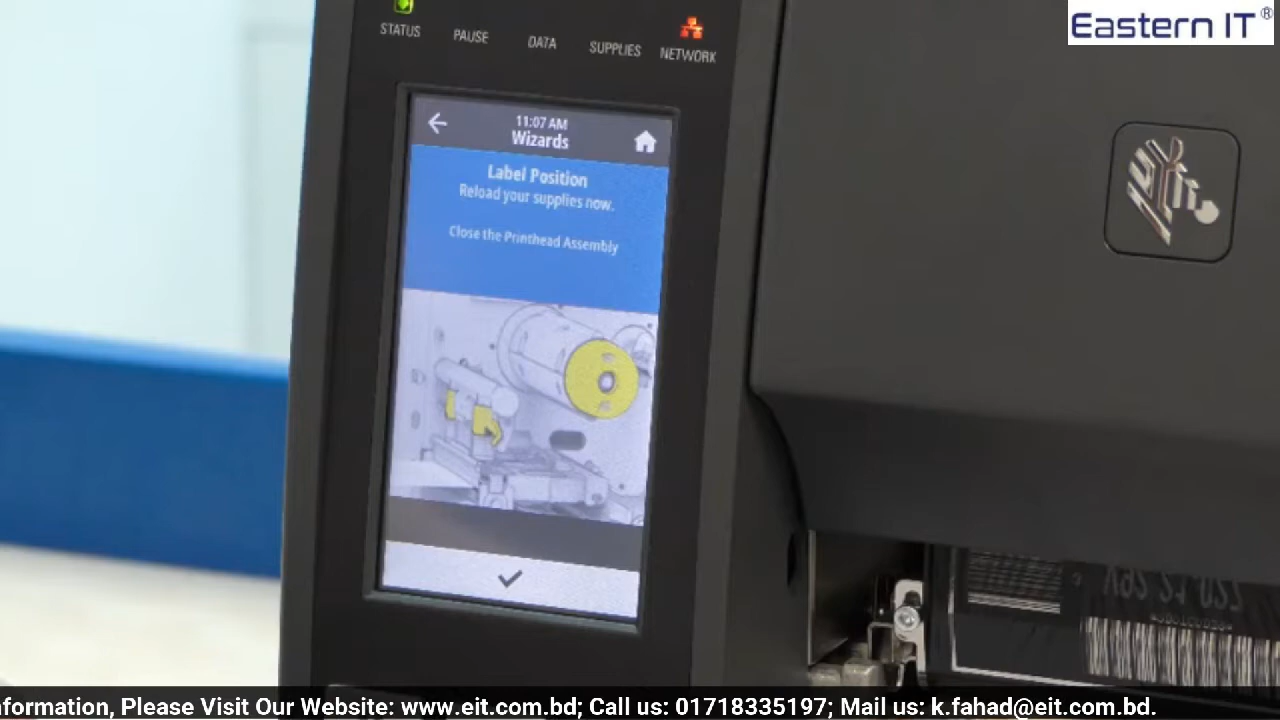 Eastern IT®
STATUS
PAUSE
DATA
SUPPLIES
NETWORK
11:07 AM
Wizards
Label Position
Reload your supplies now.
Close the Printhead Assembly
nformation, Please Visit Our Website: www.eit.com.bd; Call us: 01718335197; Mail us: k.fahad@eit.com.bd.